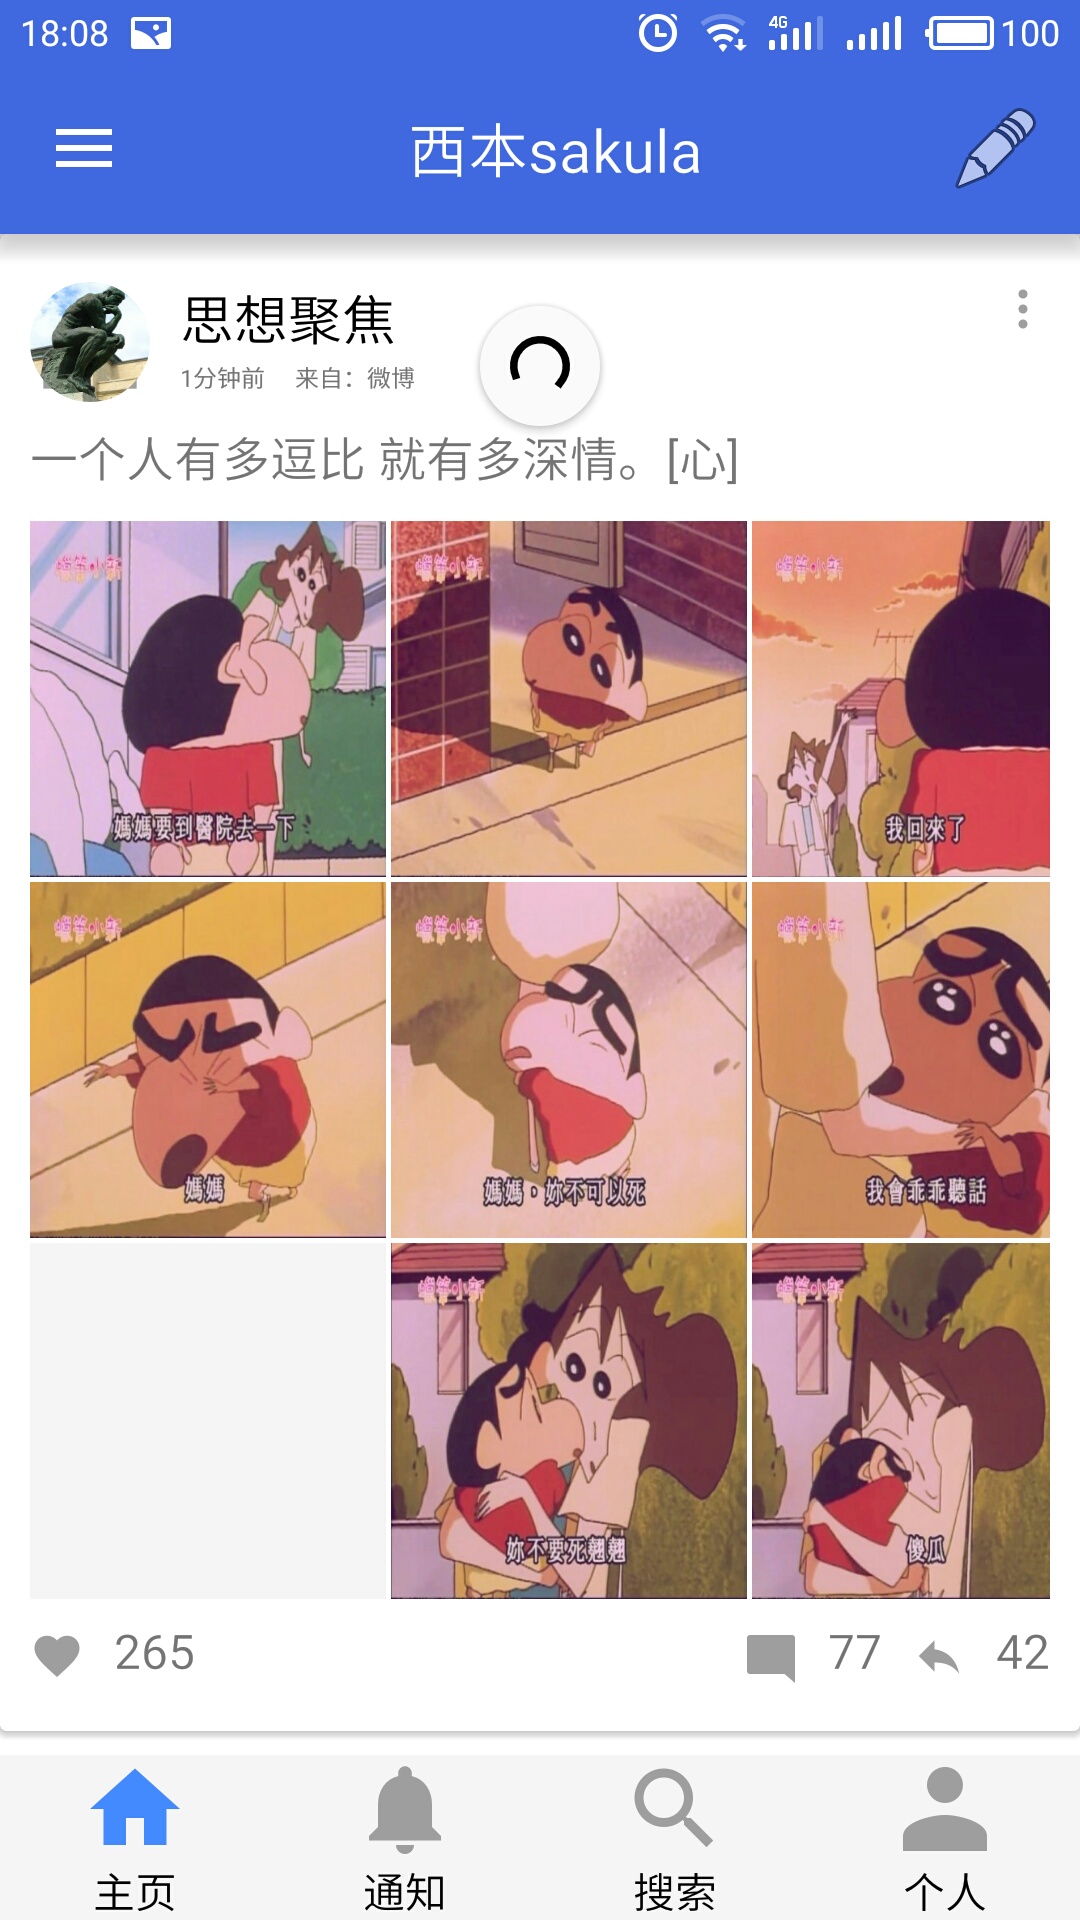 18:08
4G
100
西本sakula
思想聚焦
1分钟前 来自：微博
一个人有多逗比 就有多深情。[心]
蠟筆小新
蠟筆小新
蠟筆小新
媽媽要到醫院去一下
我回來了
蠟筆小新
蠟筆小新
蠟筆小新
媽媽
媽媽，妳不可以死
我會乖乖聽話
蠟筆小新
蠟筆小新
妳不要死翹翹
傻瓜
265
77
42
主页
通知
搜索
个人